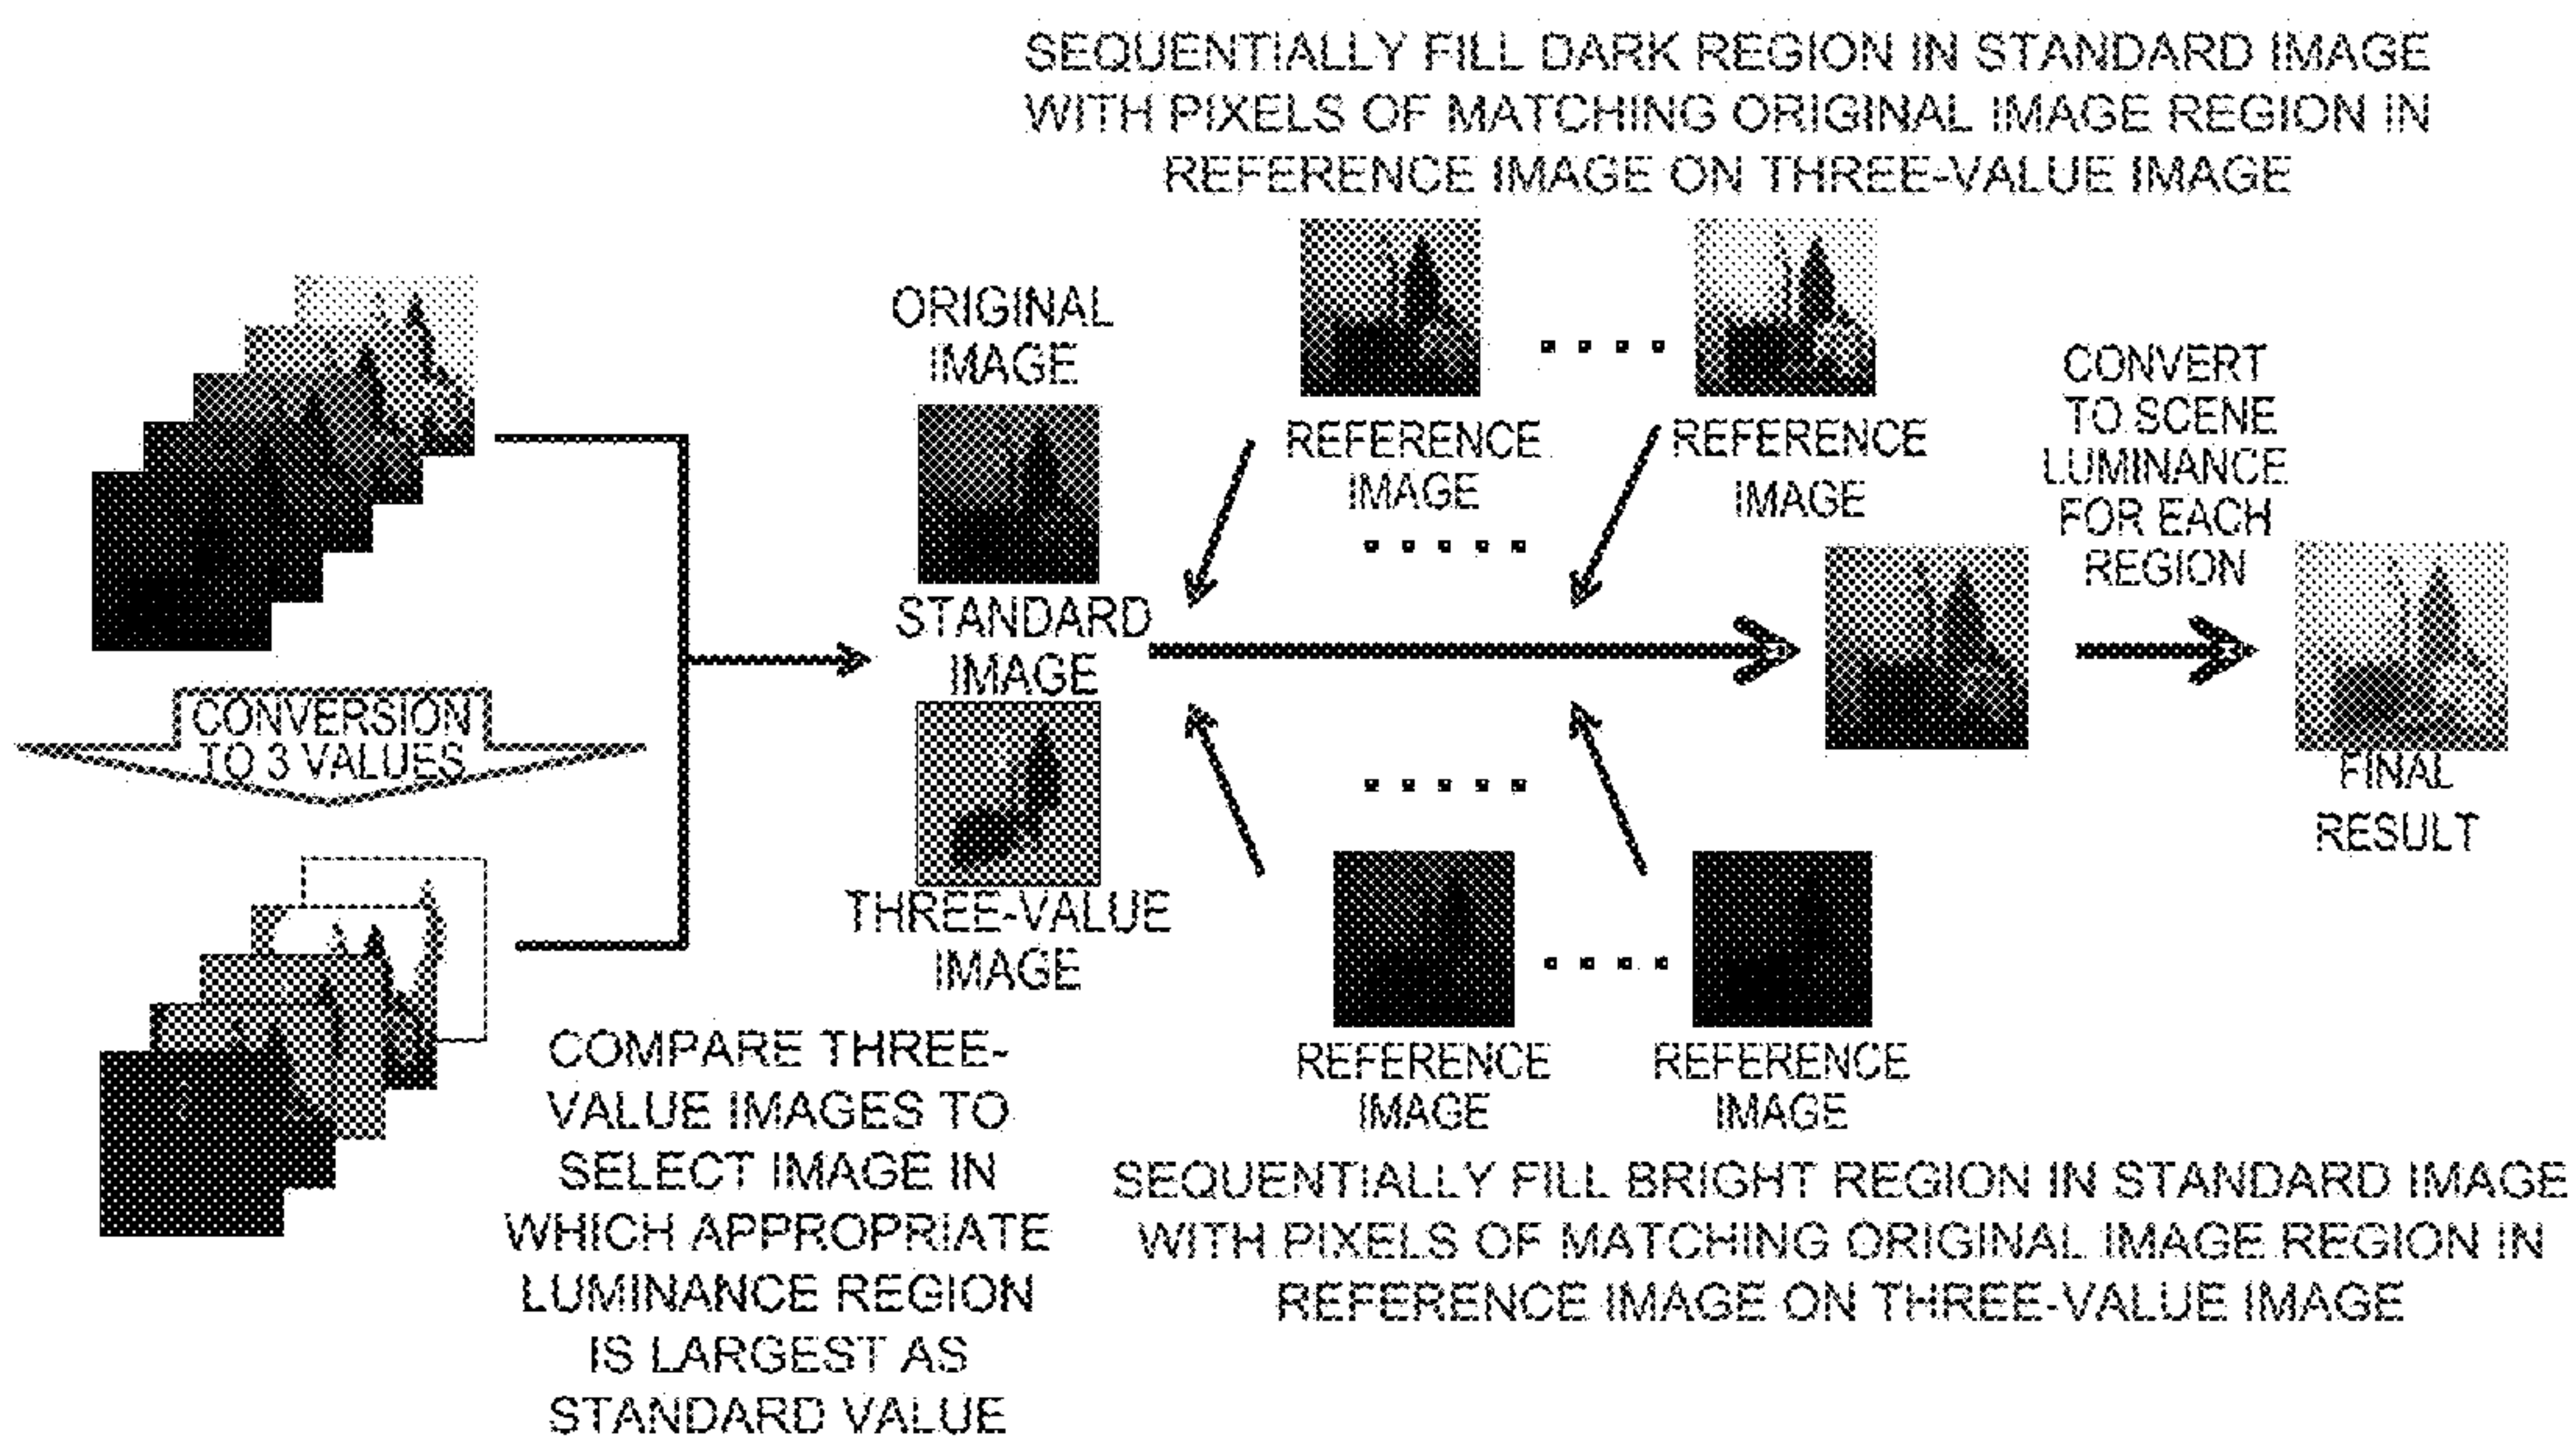 SEQUENTIALLY FILL DARK REGION IN STANDARD IMAGE
WITH PIXELS OF MATCHING ORIGINAL IMAGE REGION IN
REFERENCE IMAGE ON THREE-VALUE IMAGE
ORIGINAL
IMAGE
STANDARD
IMAGE
THREE-VALUE
IMAGE
CONVERSION
TO 3 VALUES
COMPARE THREE-
VALUE IMAGES TO
SELECT IMAGE IN
WHICH APPROPRIATE
LUMINANCE REGION
IS LARGEST AS
STANDARD VALUE
REFERENCE
IMAGE
REFERENCE
IMAGE
CONVERT
TO SCENE
LUMINANCE
FOR EACH
REGION
FINAL
RESULT
REFERENCE
IMAGE
REFERENCE
IMAGE
SEQUENTIALLY FILL BRIGHT REGION IN STANDARD IMAGE
WITH PIXELS OF MATCHING ORIGINAL IMAGE REGION IN
REFERENCE IMAGE ON THREE-VALUE IMAGE